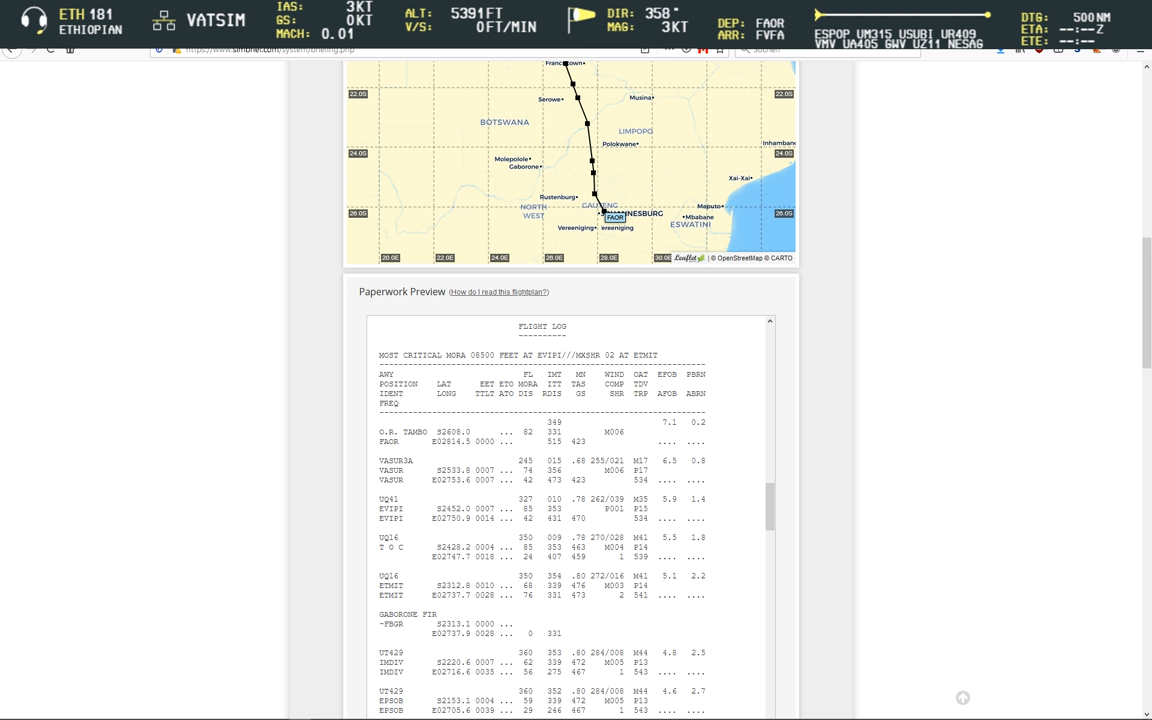 ETH 181
ETHIOPIAN
VATSIM
IAS: 3KT
GS: 0KT
MACH: 0.01
ALT: 5391FT
V/S: 0FT/MIN
DIR: 358°
MAG: 3KT
DEP: FAOR
ARR: FVFA
ESPOP UM315 USUBI UR409
VMV UA405 GWV UZ11 NESAG
DTG: 500NM
ETA: --:--Z
ETE: --:--
https://www.simbrief.com/system/briefing.php
Suchen
Francistown
22.0S
22.0S
Serowe
Musina
BOTSWANA
LIMPOPO
Polokwane
Inhamban
24.0S
24.0S
Molepolole
Gaborone
Xai-Xai
Rustenburg
Maputo
NORTH WEST
GAUTENG
26.0S
FAOR
NNESBURG
Mbabane
26.0S
ESWATINI
Vereeniging
ereeniging
20.0E 22.0E 24.0E 26.0E 28.0E 30.0E
Leaflet | © OpenStreetMap © CARTO
Paperwork Preview (How do I read this flightplan?)
FLIGHT LOG
----------
MOST CRITICAL MORA 08500 FEET AT EVIPI///MXSHR 02 AT ETMIT
AWY FL IMT MN WIND OAT EFOB PBRN
POSITION LAT EET ETO MORA ITT TAS COMP TDV
IDENT LONG TTLT ATO DIS RDIS GS SHR TRP AFOB ABRN
FREQ
349 7.1 0.2
O.R. TAMBO S2608.0 ... 82 331 M006
FAOR E02814.5 0000 ... 515 423 .... ....
VASUR3A 245 015 .68 255/021 M17 6.5 0.8
VASUR S2533.8 0007 ... 74 356 M006 P17
VASUR E02753.6 0007 ... 42 473 423 534 .... ....
UQ41 327 010 .78 262/039 M35 5.9 1.4
EVIPI S2452.0 0007 ... 85 353 P001 P15
EVIPI E02750.9 0014 ... 42 431 470 534 .... ....
UQ16 350 009 .78 270/028 M41 5.5 1.8
T O C S2428.2 0004 ... 85 353 463 M004 P14
E02747.7 0018 ... 24 407 459 1 539 .... ....
UQ16 350 354 .80 272/016 M41 5.1 2.2
ETMIT S2312.8 0010 ... 68 339 476 M003 P14
ETMIT E02737.7 0028 ... 76 331 473 2 541 .... ....
GABORONE FIR
-FBGR S2313.1 0000 ...
E02737.9 0028 ... 0 331
UT429 360 353 .80 284/008 M44 4.8 2.5
IMDIV S2220.6 0007 ... 62 339 472 M005 P13
IMDIV E02716.6 0035 ... 56 275 467 1 543 .... ....
UT429 360 352 .80 284/008 M44 4.6 2.7
EPSOB S2153.1 0004 ... 59 339 472 M005 P13
EPSOB E02705.6 0039 ... 29 246 467 1 543 .... ....